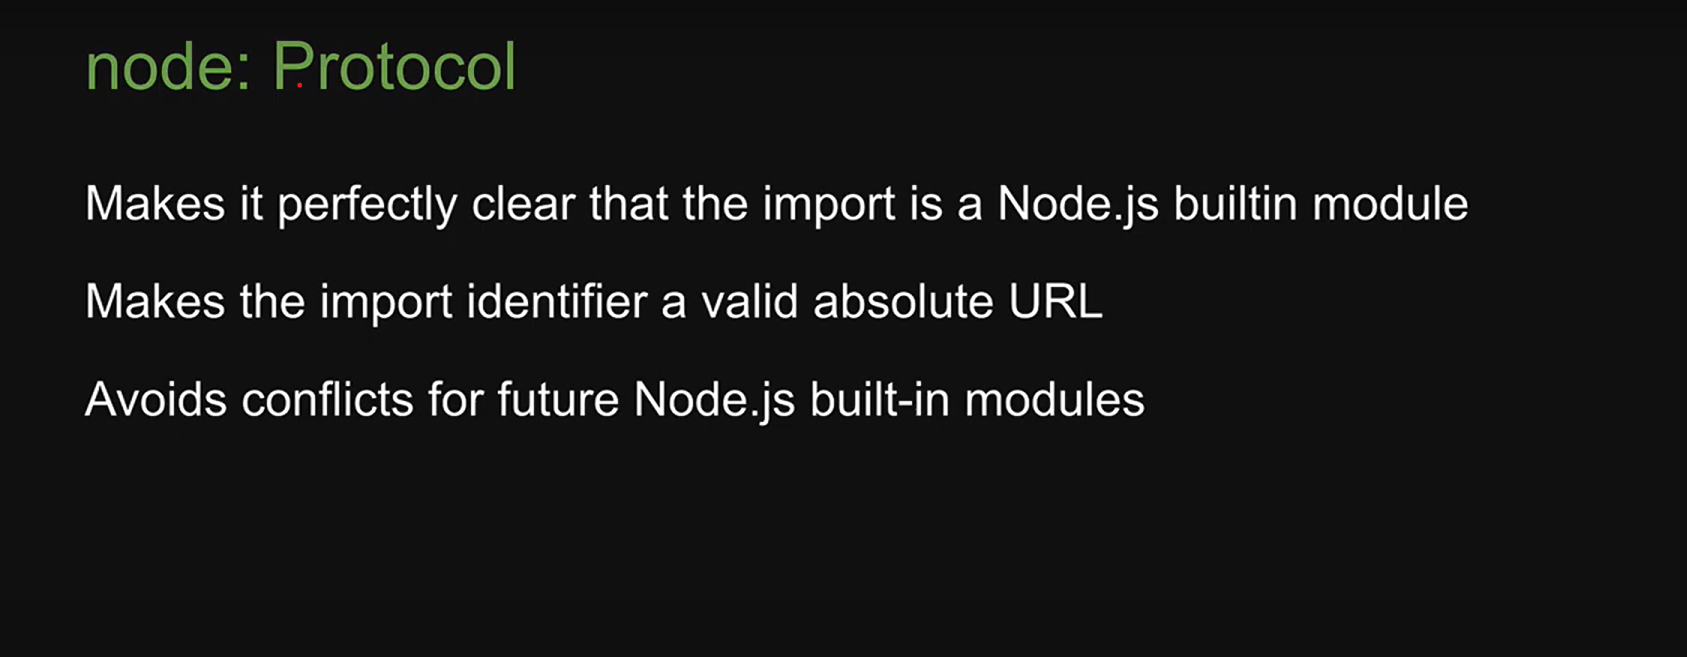 node: Protocol
Makes it perfectly clear that the import is a Node.js builtin module
Makes the import identifier a valid absolute URL
Avoids conflicts for future Node.js built-in modules